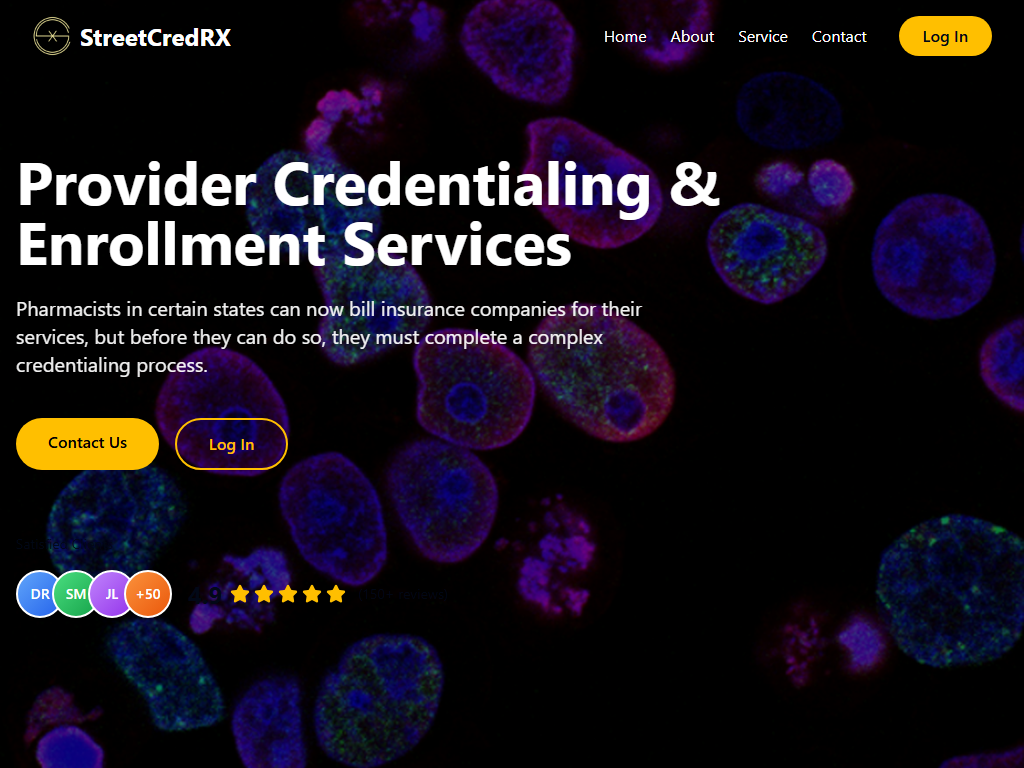 StreetCredRX
Home
About
Service
Contact
Log In
Provider Credentialing &
Enrollment Services
Pharmacists in certain states can now bill insurance companies for their
services, but before they can do so, they must complete a complex
credentialing process.
Contact Us
Log In
DR
SM
JL
+50